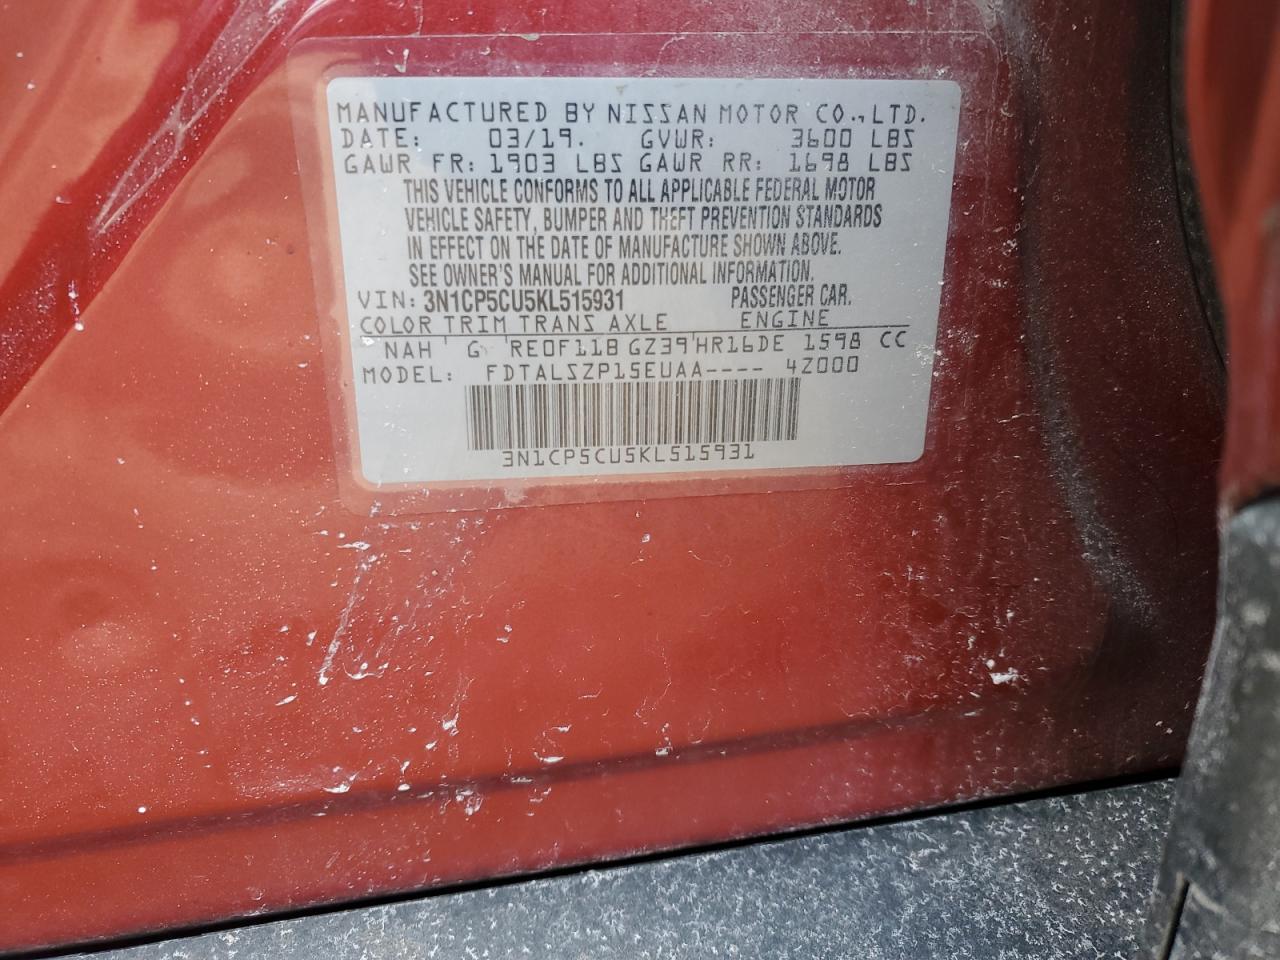 MANUFACTURED BY NISSAN MOTOR CO.,LTD.
DATE: 03/19. GVWR: 3600 LBS
GAWR FR: 1903 LBS GAWR RR: 1698 LBS
THIS VEHICLE CONFORMS TO ALL APPLICABLE FEDERAL MOTOR
VEHICLE SAFETY, BUMPER AND THEFT PREVENTION STANDARDS
IN EFFECT ON THE DATE OF MANUFACTURE SHOWN ABOVE.
SEE OWNER'S MANUAL FOR ADDITIONAL INFORMATION.
VIN: 3N1CP5CU5KL515931 PASSENGER CAR.
COLOR TRIM TRANS AXLE ENGINE
NAH G RE0F11B GZ39 HR16DE 1598 CC
MODEL: FDTALSZP15EUAA---- 4Z000
3N1CP5CU5KL515931